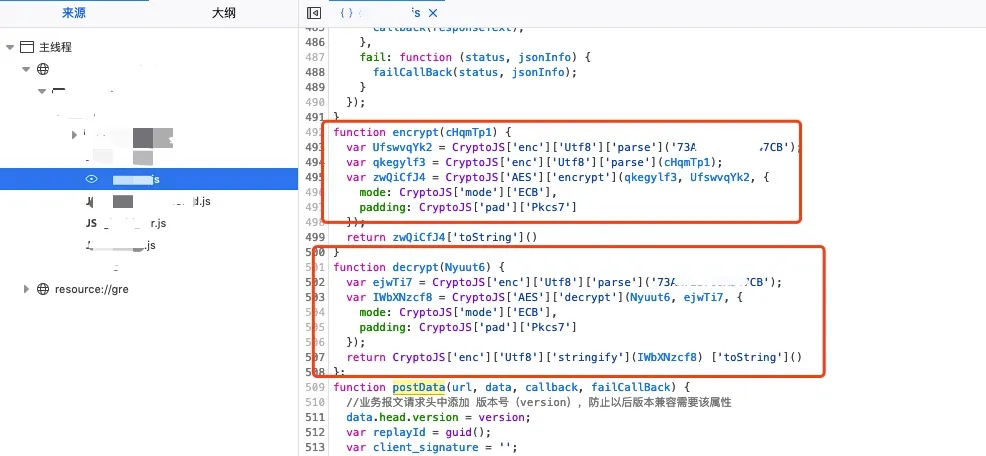 来源
大纲
主线程
s
d.js
JS r.js
.js
resource://gre
{} s ×
485 callback(responseText);
486 },
487 fail: function (status, jsonInfo) {
488 failCallBack(status, jsonInfo);
489 }
490 });
491 }
492 function encrypt(cHqmTp1) {
493 var UfswvqYk2 = CryptoJS['enc']['Utf8']['parse']('73A 7CB');
494 var qkegylf3 = CryptoJS['enc']['Utf8']['parse'](cHqmTp1);
495 var zwQiCfJ4 = CryptoJS['AES']['encrypt'](qkegylf3, UfswvqYk2, {
496 mode: CryptoJS['mode']['ECB'],
497 padding: CryptoJS['pad']['Pkcs7']
498 });
499 return zwQiCfJ4['toString']()
500 }
501 function decrypt(Nyuut6) {
502 var ejwTi7 = CryptoJS['enc']['Utf8']['parse']('73A 7CB');
503 var IWbXNzcf8 = CryptoJS['AES']['decrypt'](Nyuut6, ejwTi7, {
504 mode: CryptoJS['mode']['ECB'],
505 padding: CryptoJS['pad']['Pkcs7']
506 });
507 return CryptoJS['enc']['Utf8']['stringify'](IWbXNzcf8) ['toString']()
508 };
509 function postData(url, data, callback, failCallBack) {
510 //业务报文请求头中添加 版本号（version），防止以后版本兼容需要该属性
511 data.head.version = version;
512 var replayId = guid();
513 var client_signature = '';